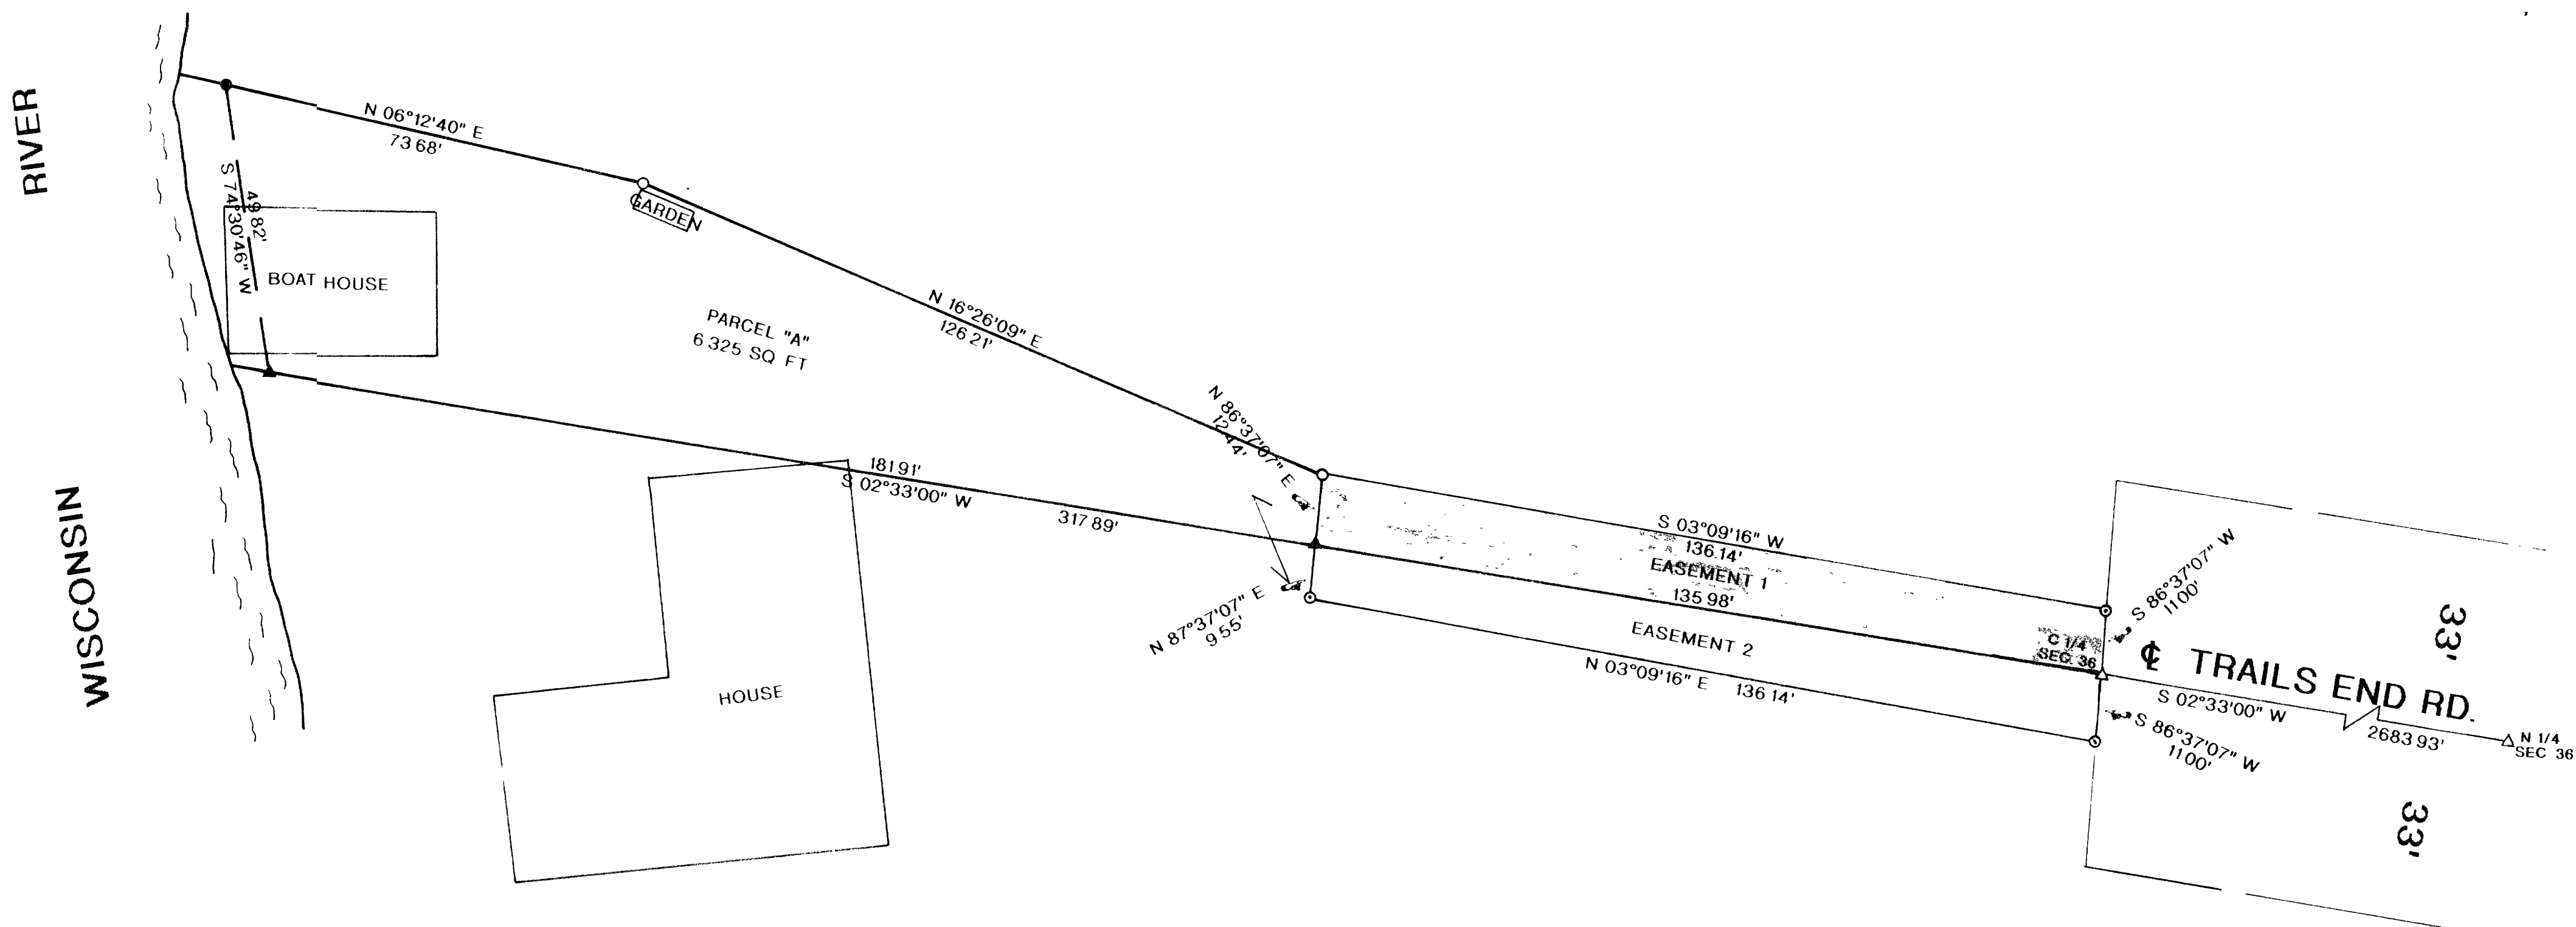 RIVER
WISCONSIN
N 06°12'40" E
73 68'
49 82'
S 74°30'46" W
BOAT HOUSE
GARDEN
PARCEL "A"
6 325 SQ FT
N 16°26'09" E
126 21'
N 86°37'07" E
12.44'
181 91'
S 02°33'00" W
317 89'
HOUSE
N 87°37'07" E
9 55'
S 03°09'16" W
136.14'
EASEMENT 1
135 98'
EASEMENT 2
N 03°09'16" E 136 14'
C 1/4
SEC. 36
S 86°37'07" W
11 00'
℄ TRAILS END RD.
S 02°33'00" W
2683 93'
N 1/4
SEC 36
S 86°37'07" W
11 00'
33'
33'